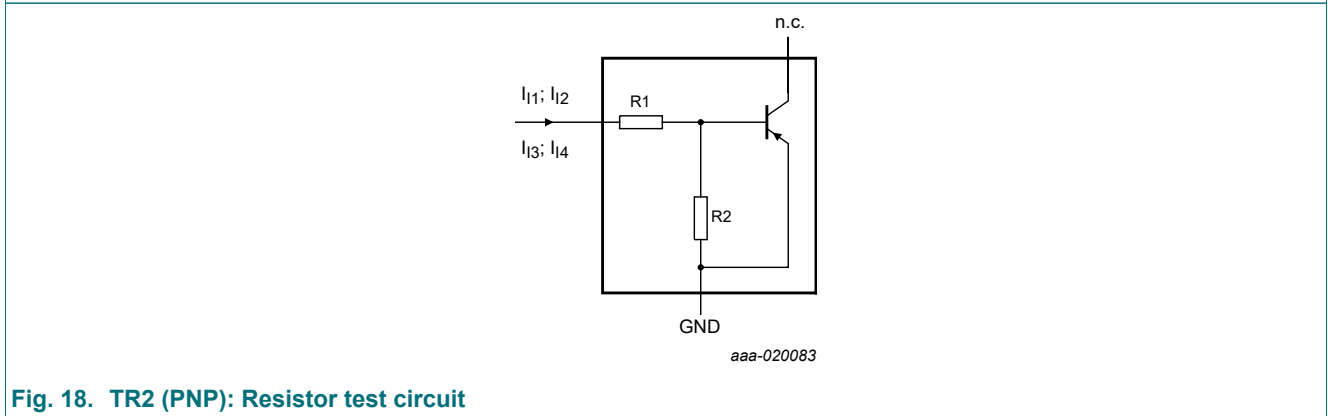 n.c.
I_I1; I_I2
R1
I_I3; I_I4
R2
GND
aaa-020083
Fig. 18. TR2 (PNP): Resistor test circuit